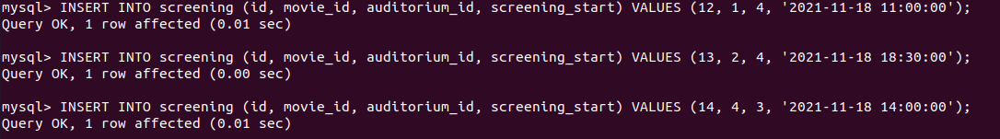 mysql> INSERT INTO screening (id, movie_id, auditorium_id, screening_start) VALUES (12, 1, 4, '2021-11-18 11:00:00');
Query OK, 1 row affected (0.01 sec)
mysql> INSERT INTO screening (id, movie_id, auditorium_id, screening_start) VALUES (13, 2, 4, '2021-11-18 18:30:00');
Query OK, 1 row affected (0.00 sec)
mysql> INSERT INTO screening (id, movie_id, auditorium_id, screening_start) VALUES (14, 4, 3, '2021-11-18 14:00:00');
Query OK, 1 row affected (0.01 sec)